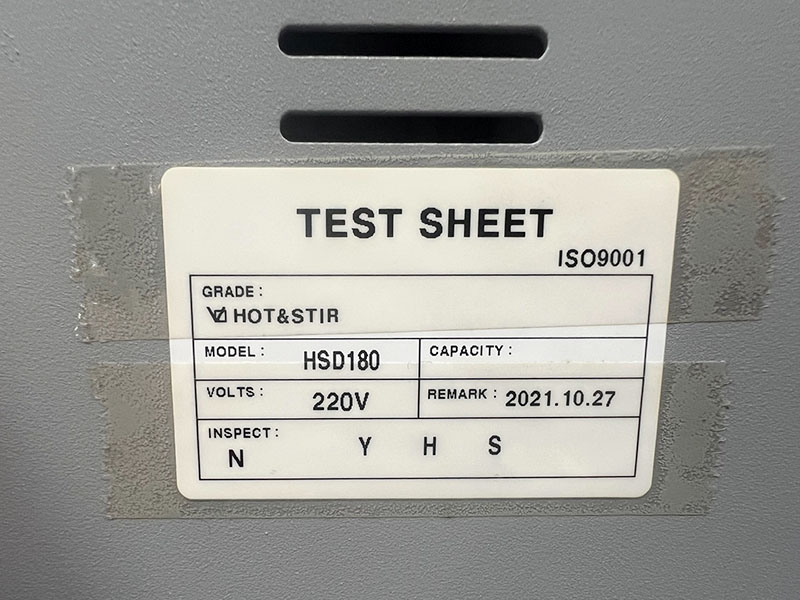 TEST SHEET
ISO9001
GRADE:
☑ HOT&STIR
MODEL: HSD180
CAPACITY:
VOLTS: 220V
REMARK: 2021.10.27
INSPECT:
N Y H S